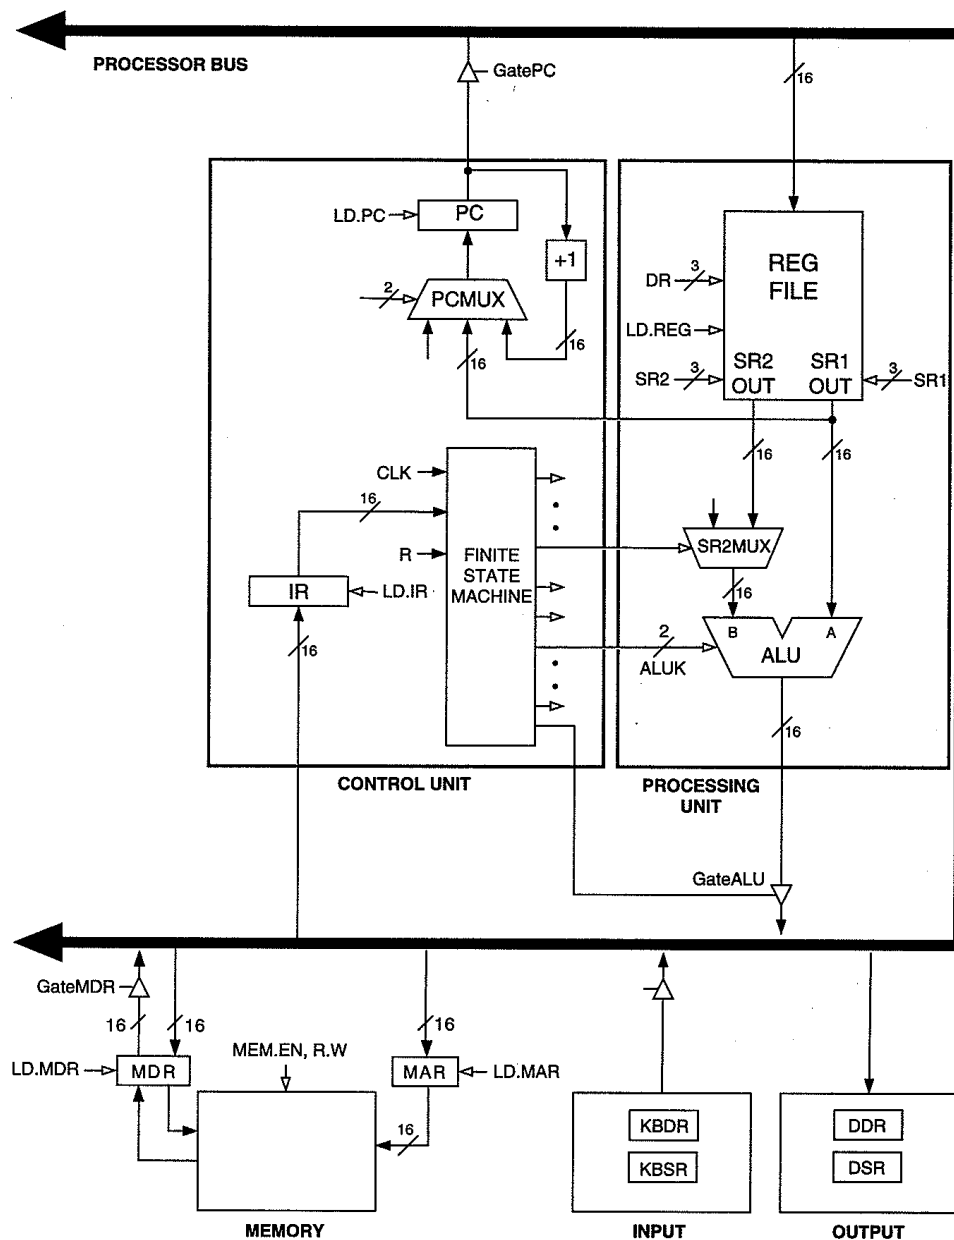 PROCESSOR BUS
GatePC
16
LD.PC
PC
+1
2
PCMUX
16
16
REG
FILE
DR
3
LD.REG
SR2
3
SR2
OUT
SR1
OUT
3
SR1
16
16
CLK
16
R
FINITE
STATE
MACHINE
IR
LD.IR
16
SR2MUX
16
B
A
ALU
2
ALUK
16
CONTROL UNIT
PROCESSING
UNIT
GateALU
GateMDR
16
16
16
LD.MDR
MDR
MEM.EN, R.W
MAR
LD.MAR
16
KBDR
KBSR
DDR
DSR
MEMORY
INPUT
OUTPUT